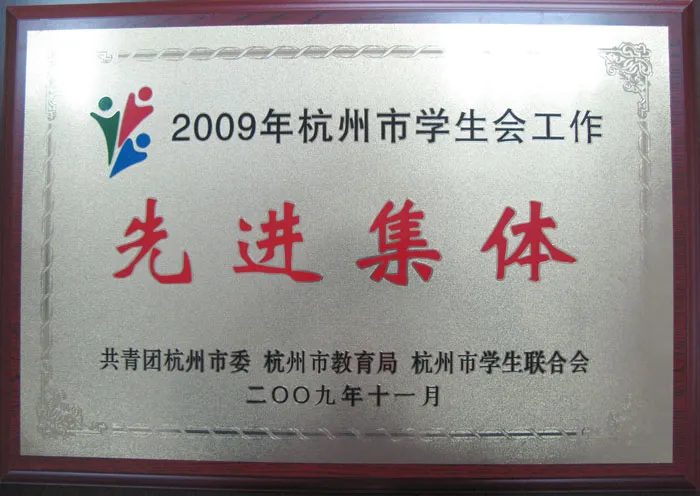 2009年杭州市学生会工作
先进集体
共青团杭州市委 杭州市教育局 杭州市学生联合会
二〇〇九年十一月